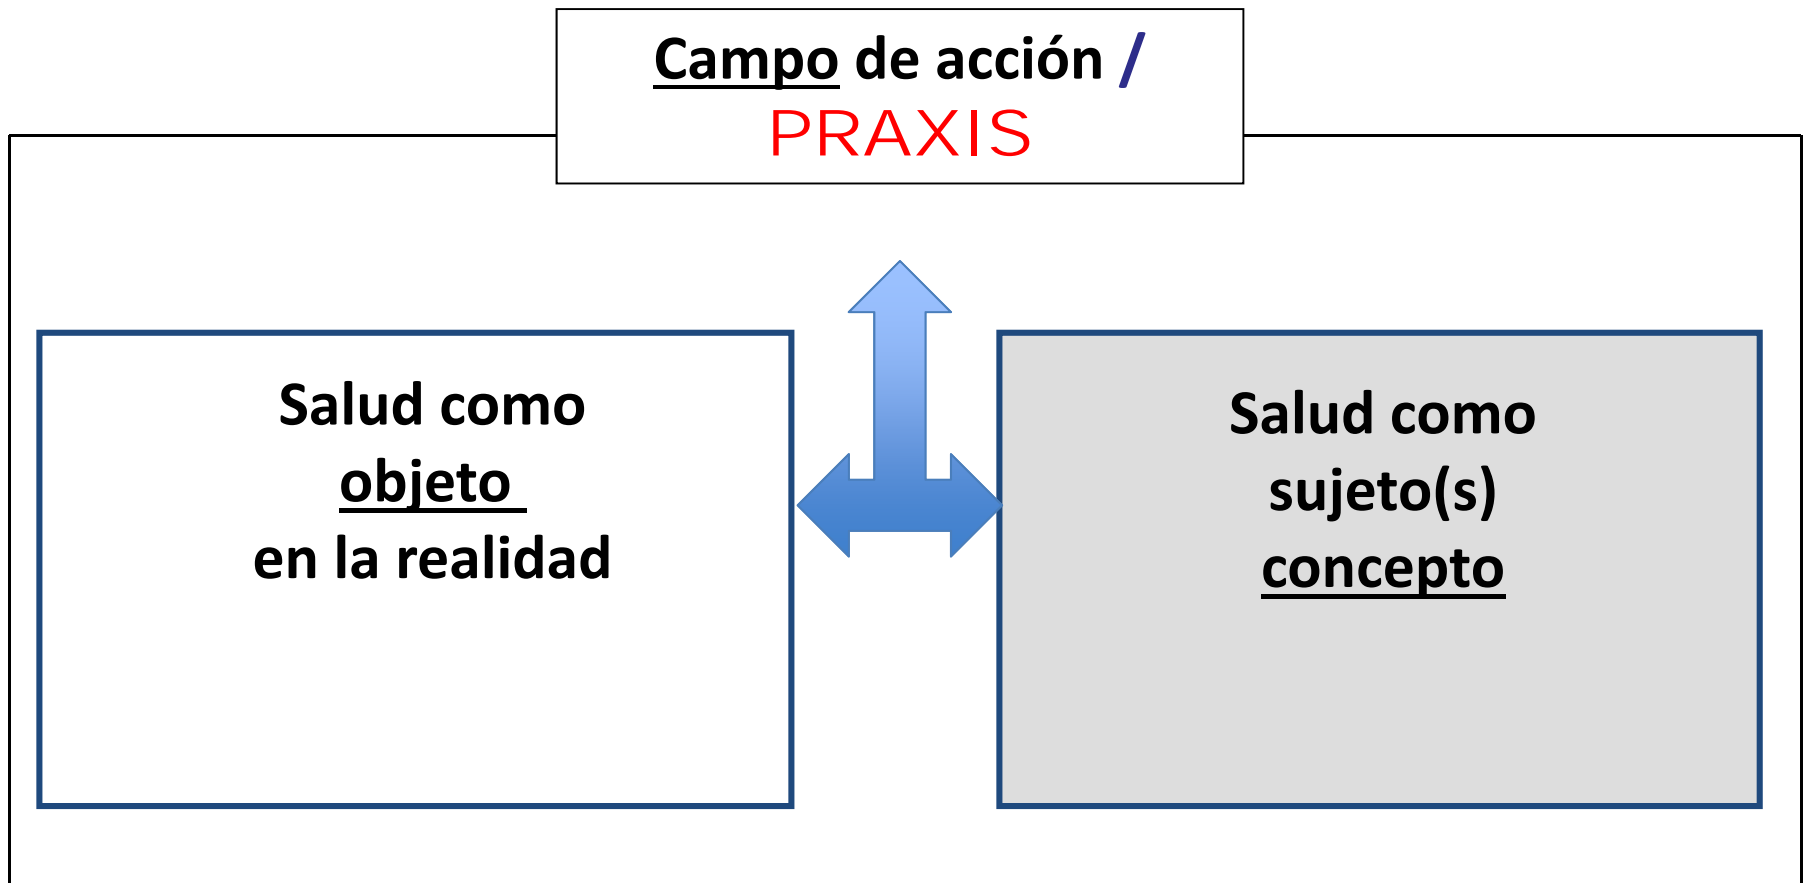 Campo de acción /
PRAXIS
Salud como
objeto
en la realidad
Salud como
sujeto(s)
concepto